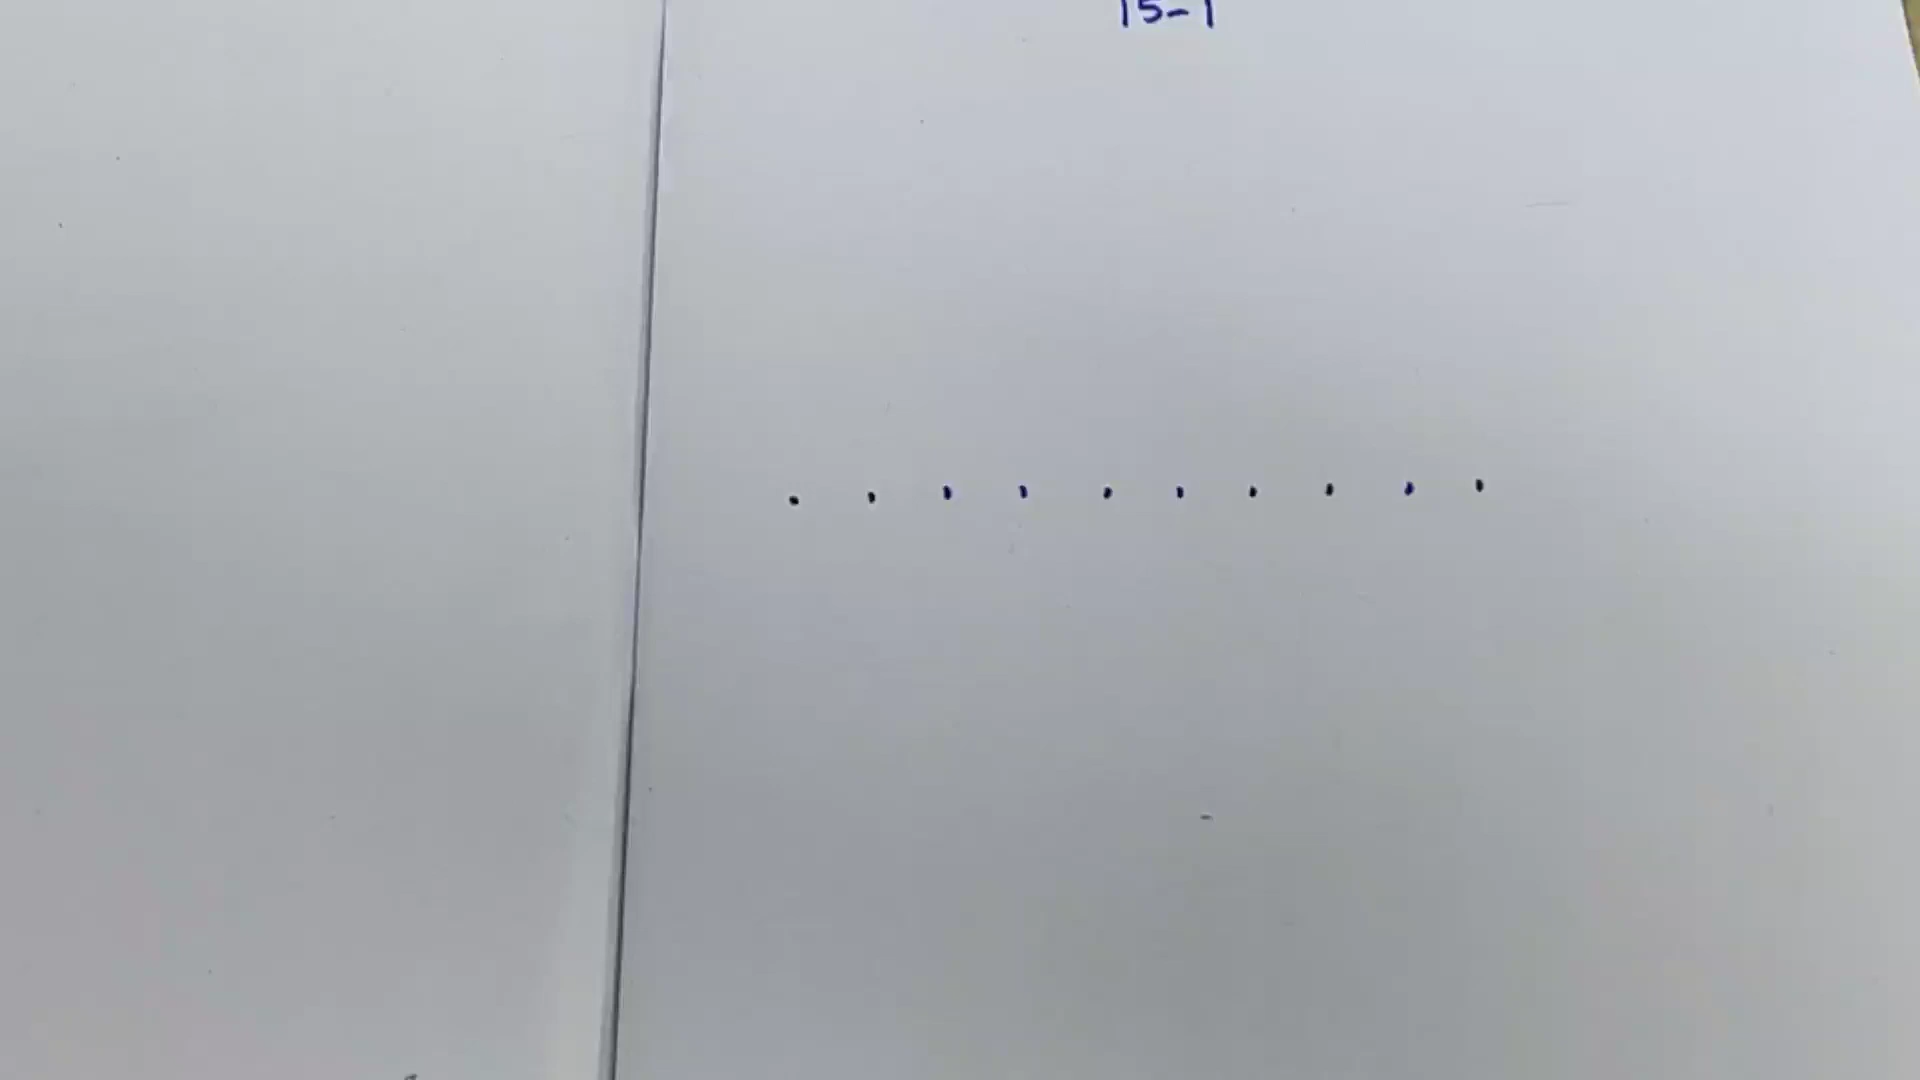 15-1
. . . . . . . . . .